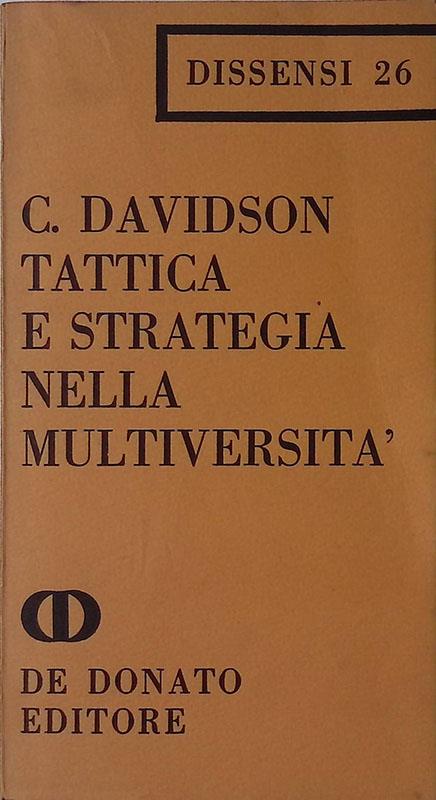 DISSENSI 26
C. DAVIDSON
TATTICA
E STRATEGIA
NELLA
MULTIVERSITA'
DE DONATO
EDITORE